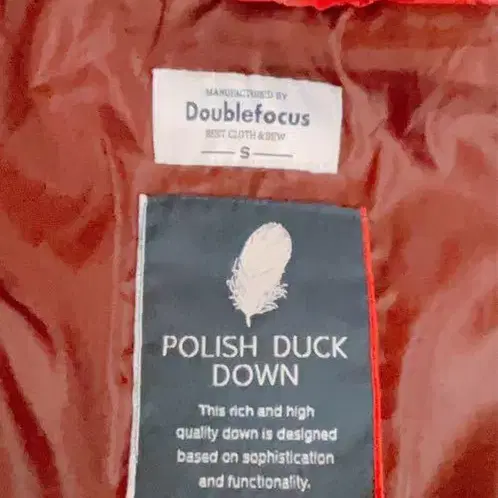 MANUFACTURED BY
Doublefocus
BEST CLOTH & SEW
S
POLISH DUCK
DOWN
This rich and high
quality down is designed
based on sophistication
and functionality.